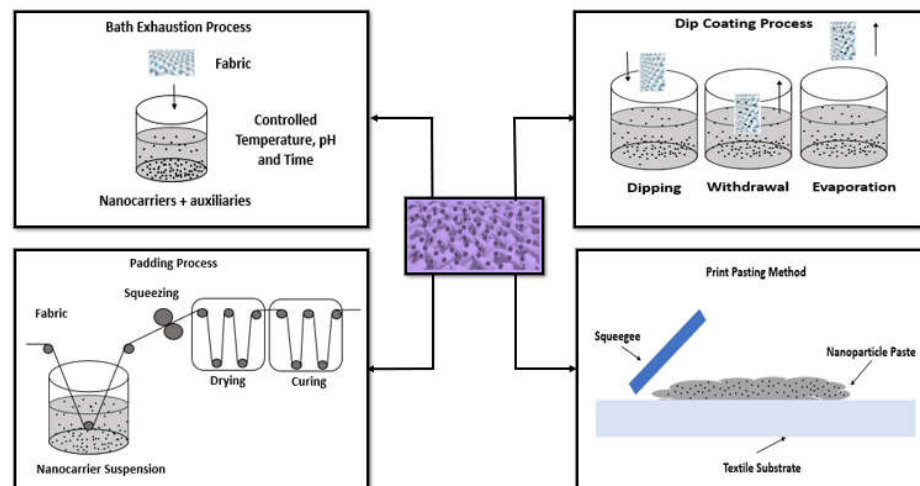 Bath Exhaustion Process
Fabric
Controlled
Temperature, pH
and Time
Nanocarriers + auxiliaries
Dip Coating Process
Dipping
Withdrawal
Evaporation
Padding Process
Squeezing
Fabric
Drying
Curing
Nanocarrier Suspension
Print Pasting Method
Squeegee
Nanoparticle Paste
Textile Substrate